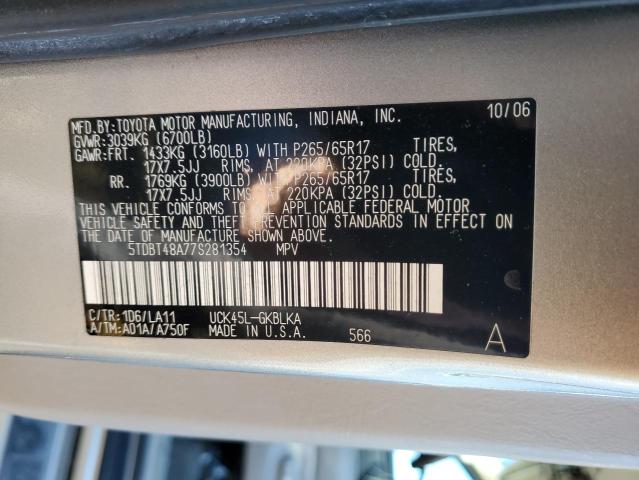 MFD.BY:TOYOTA MOTOR MANUFACTURING, INDIANA, INC. 10/06
GVWR:3039KG (6700LB)
GAWR:FRT. 1433KG (3160LB) WITH P265/65R17 TIRES,
17X7.5JJ RIMS, AT 220KPA (32PSI) COLD.
RR. 1769KG (3900LB) WITH P265/65R17 TIRES,
17X7.5JJ RIMS, AT 220KPA (32PSI) COLD.
THIS VEHICLE CONFORMS TO ALL APPLICABLE FEDERAL MOTOR
VEHICLE SAFETY AND THEFT PREVENTION STANDARDS IN EFFECT ON
THE DATE OF MANUFACTURE SHOWN ABOVE.
5TDBT48A77S281354 MPV
C/TR:1D6/LA11 UCK45L-GKBLKA
A/TM:A01A/A750F MADE IN U.S.A. 566 A